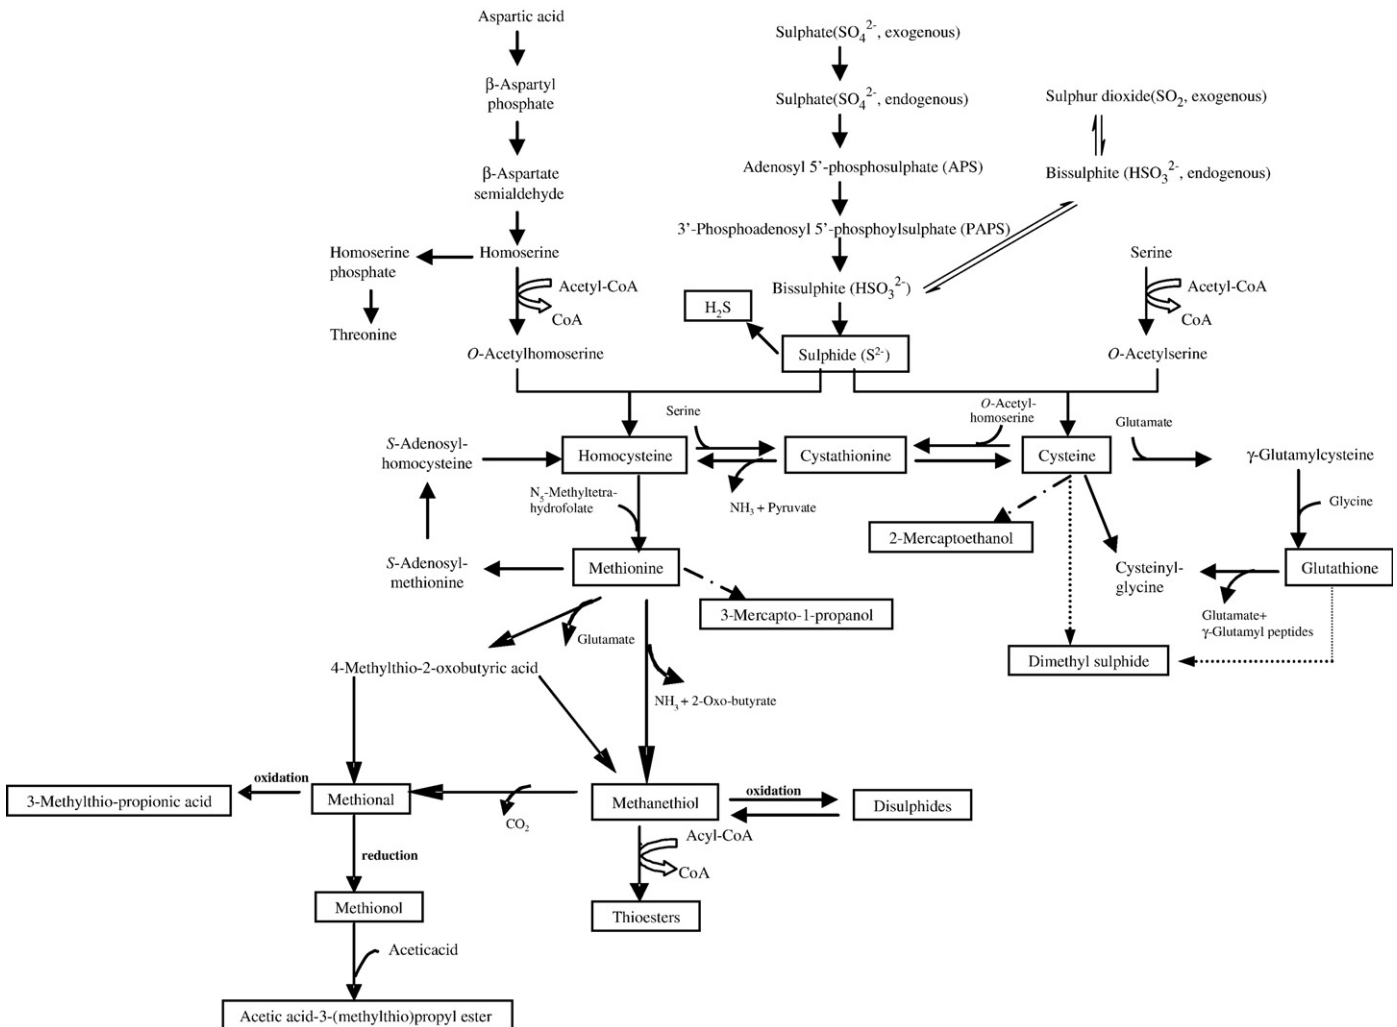 Aspartic acid
β-Aspartyl
phosphate
β-Aspartate
semialdehyde
Homoserine
phosphate
Homoserine
Threonine
Acetyl-CoA
CoA
O-Acetylhomoserine
Sulphate(SO4 2-, exogenous)
Sulphate(SO4 2-, endogenous)
Adenosyl 5'-phosphosulphate (APS)
3'-Phosphoadenosyl 5'-phosphoylsulphate (PAPS)
Bissulphite (HSO3 2-)
H2S
Sulphide (S2-)
Sulphur dioxide(SO2, exogenous)
Bissulphite (HSO3 2-, endogenous)
Serine
Acetyl-CoA
CoA
O-Acetylserine
S-Adenosyl-
homocysteine
Homocysteine
Serine
Cystathionine
NH3 + Pyruvate
O-Acetyl-
homoserine
Cysteine
Glutamate
γ-Glutamylcysteine
Glycine
N5-Methyltetra-
hydrofolate
2-Mercaptoethanol
S-Adenosyl-
methionine
Methionine
3-Mercapto-1-propanol
Cysteinyl-
glycine
Glutathione
Glutamate+
γ-Glutamyl peptides
Dimethyl sulphide
Glutamate
4-Methylthio-2-oxobutyric acid
NH3 + 2-Oxo-butyrate
3-Methylthio-propionic acid
oxidation
Methional
CO2
Methanethiol
oxidation
Disulphides
Acyl-CoA
CoA
reduction
Methionol
Thioesters
Aceticacid
Acetic acid-3-(methylthio)propyl ester